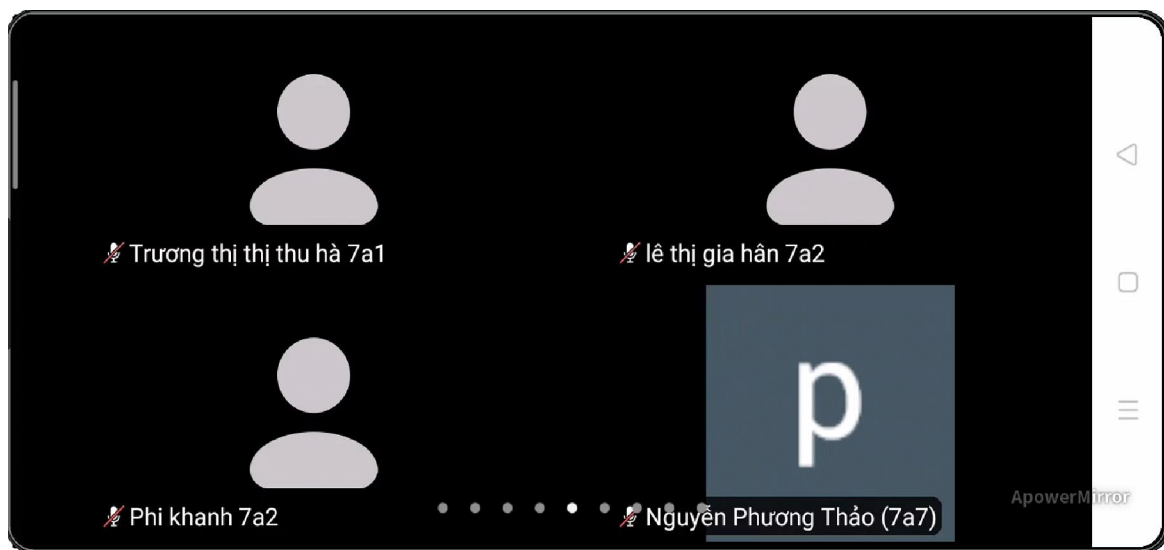 Trương thị thị thu hà 7a1
lê thị gia hân 7a2
p
Phi khanh 7a2
Nguyễn Phương Thảo (7a7)
ApowerMirror